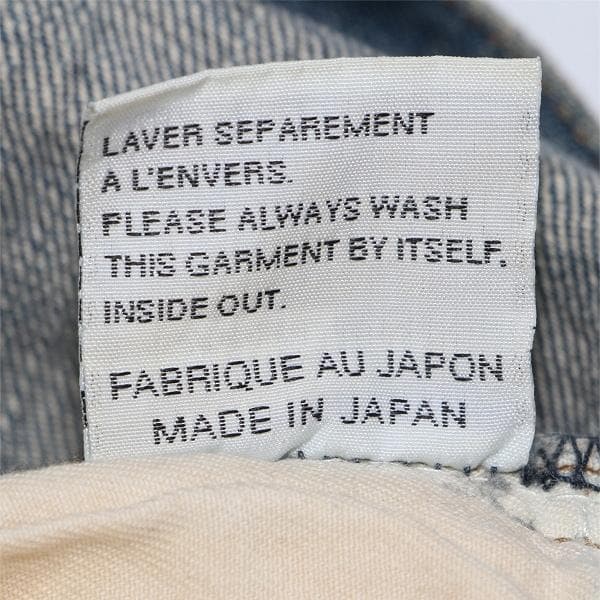 LAVER SEPAREMENT
A L'ENVERS.
PLEASE ALWAYS WASH
THIS GARMENT BY ITSELF.
INSIDE OUT.
FABRIQUE AU JAPON
MADE IN JAPAN